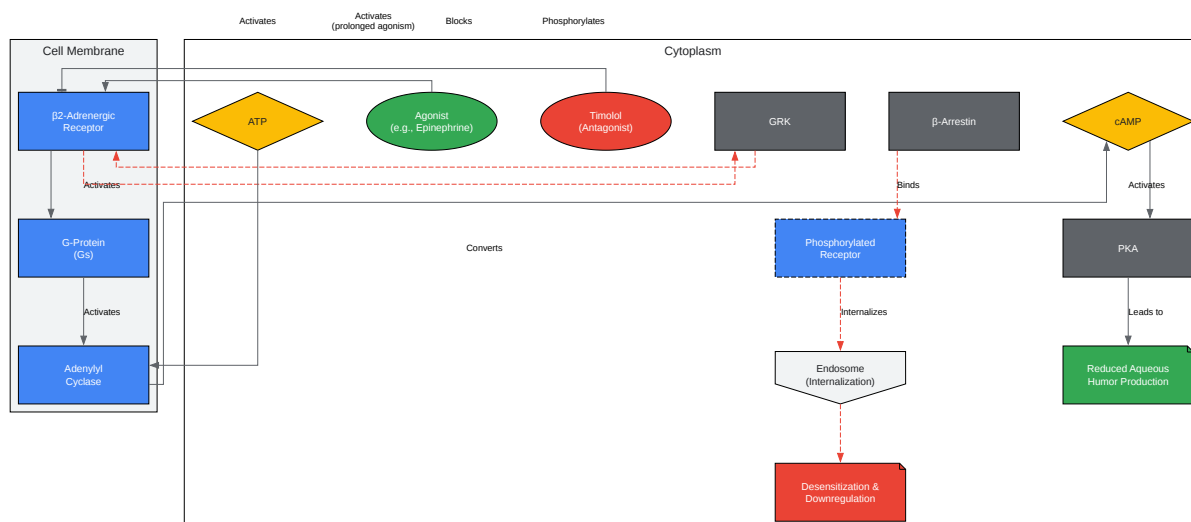 Activates
Activates
(prolonged agonism)
Blocks
Phosphorylates
Cell Membrane
Cytoplasm
β2-Adrenergic
Receptor
ATP
Agonist
(e.g., Epinephrine)
Timolol
(Antagonist)
GRK
β-Arrestin
cAMP
Activates
Binds
Activates
G-Protein
(Gs)
Converts
Phosphorylated
Receptor
PKA
Activates
Internalizes
Leads to
Adenylyl
Cyclase
Endosome
(Internalization)
Reduced Aqueous
Humor Production
Desensitization &
Downregulation